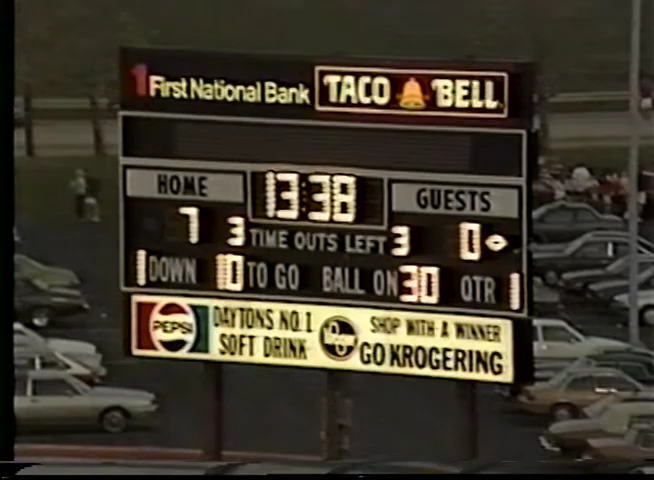 1 First National Bank TACO BELL
HOME 13:38 GUESTS
7 3 TIME OUTS LEFT 3 0
1 DOWN 10 TO GO BALL ON 30 QTR 1
PEPSI DAYTONS NO.1 SOFT DRINK
SHOP WITH A WINNER
GO KROGERING